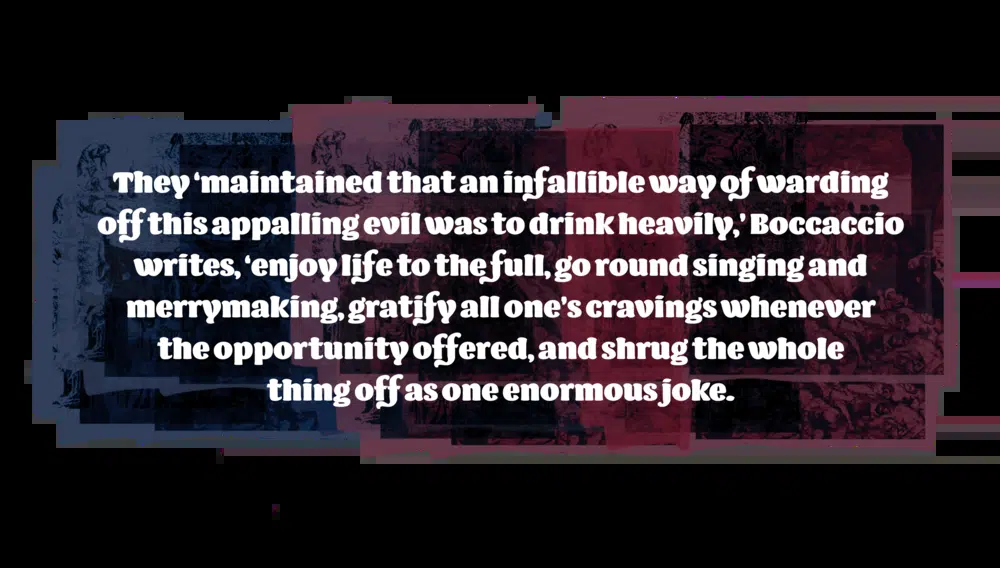 They ‘maintained that an infallible way of warding
off this appalling evil was to drink heavily,’ Boccaccio
writes, ‘enjoy life to the full, go round singing and
merrymaking, gratify all one's cravings whenever
the opportunity offered, and shrug the whole
thing off as one enormous joke.